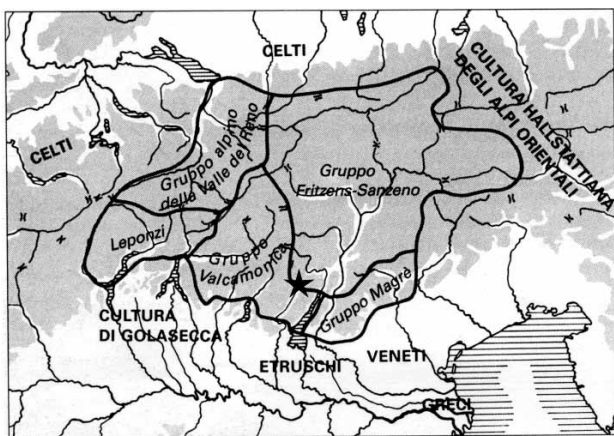 CELTI
CULTURA HALLSTATTIANA
DEGLI ALPI ORIENTALI
CELTI
Gruppo alpino
della Valle del Reno
Gruppo
Fritzens-Sanzeno
Leponzi
Gruppo
Valcamonica
Gruppo Magrè
CULTURA
DI GOLASECCA
VENETI
ETRUSCHI
GRECI